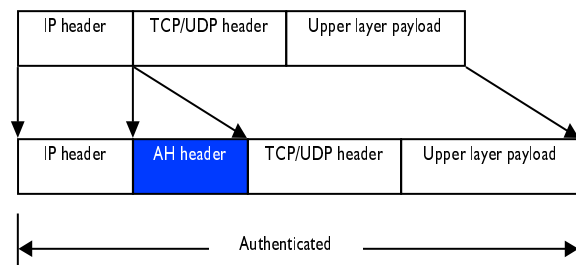 IP header TCP/UDP header Upper layer payload
IP header AH header TCP/UDP header Upper layer payload
Authenticated